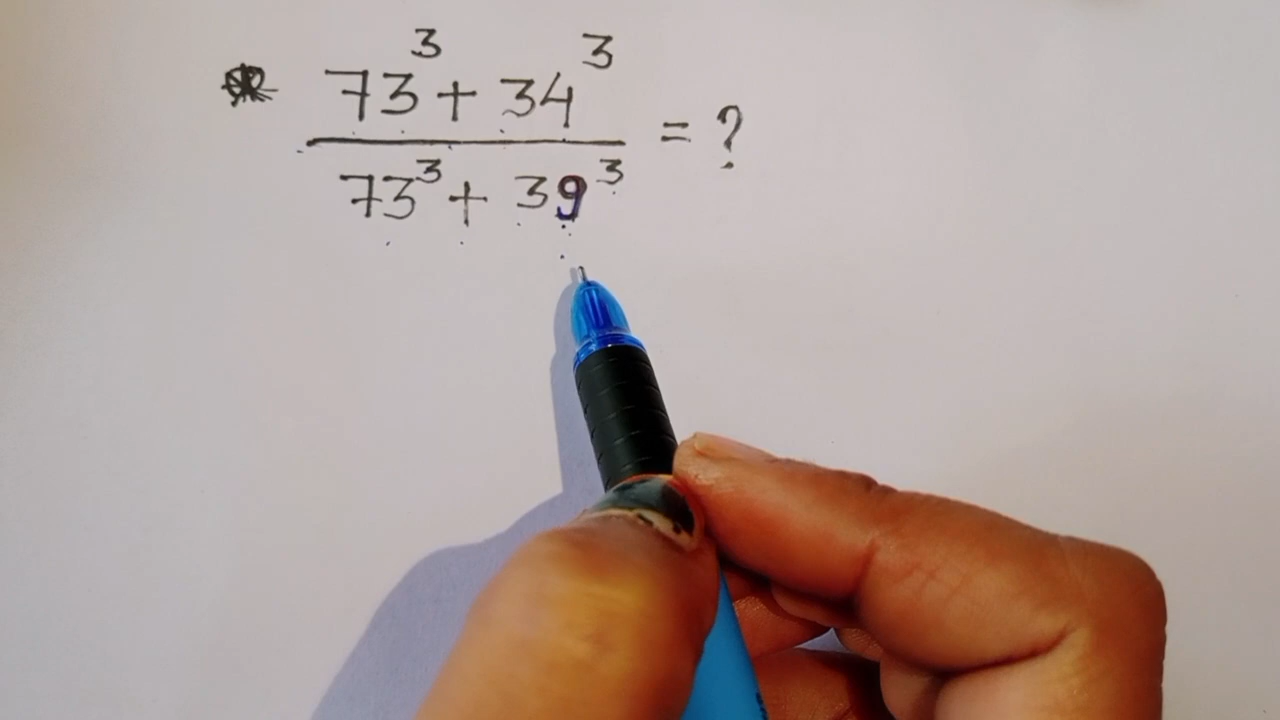 73³ + 34³
73³ + 39³
= ?